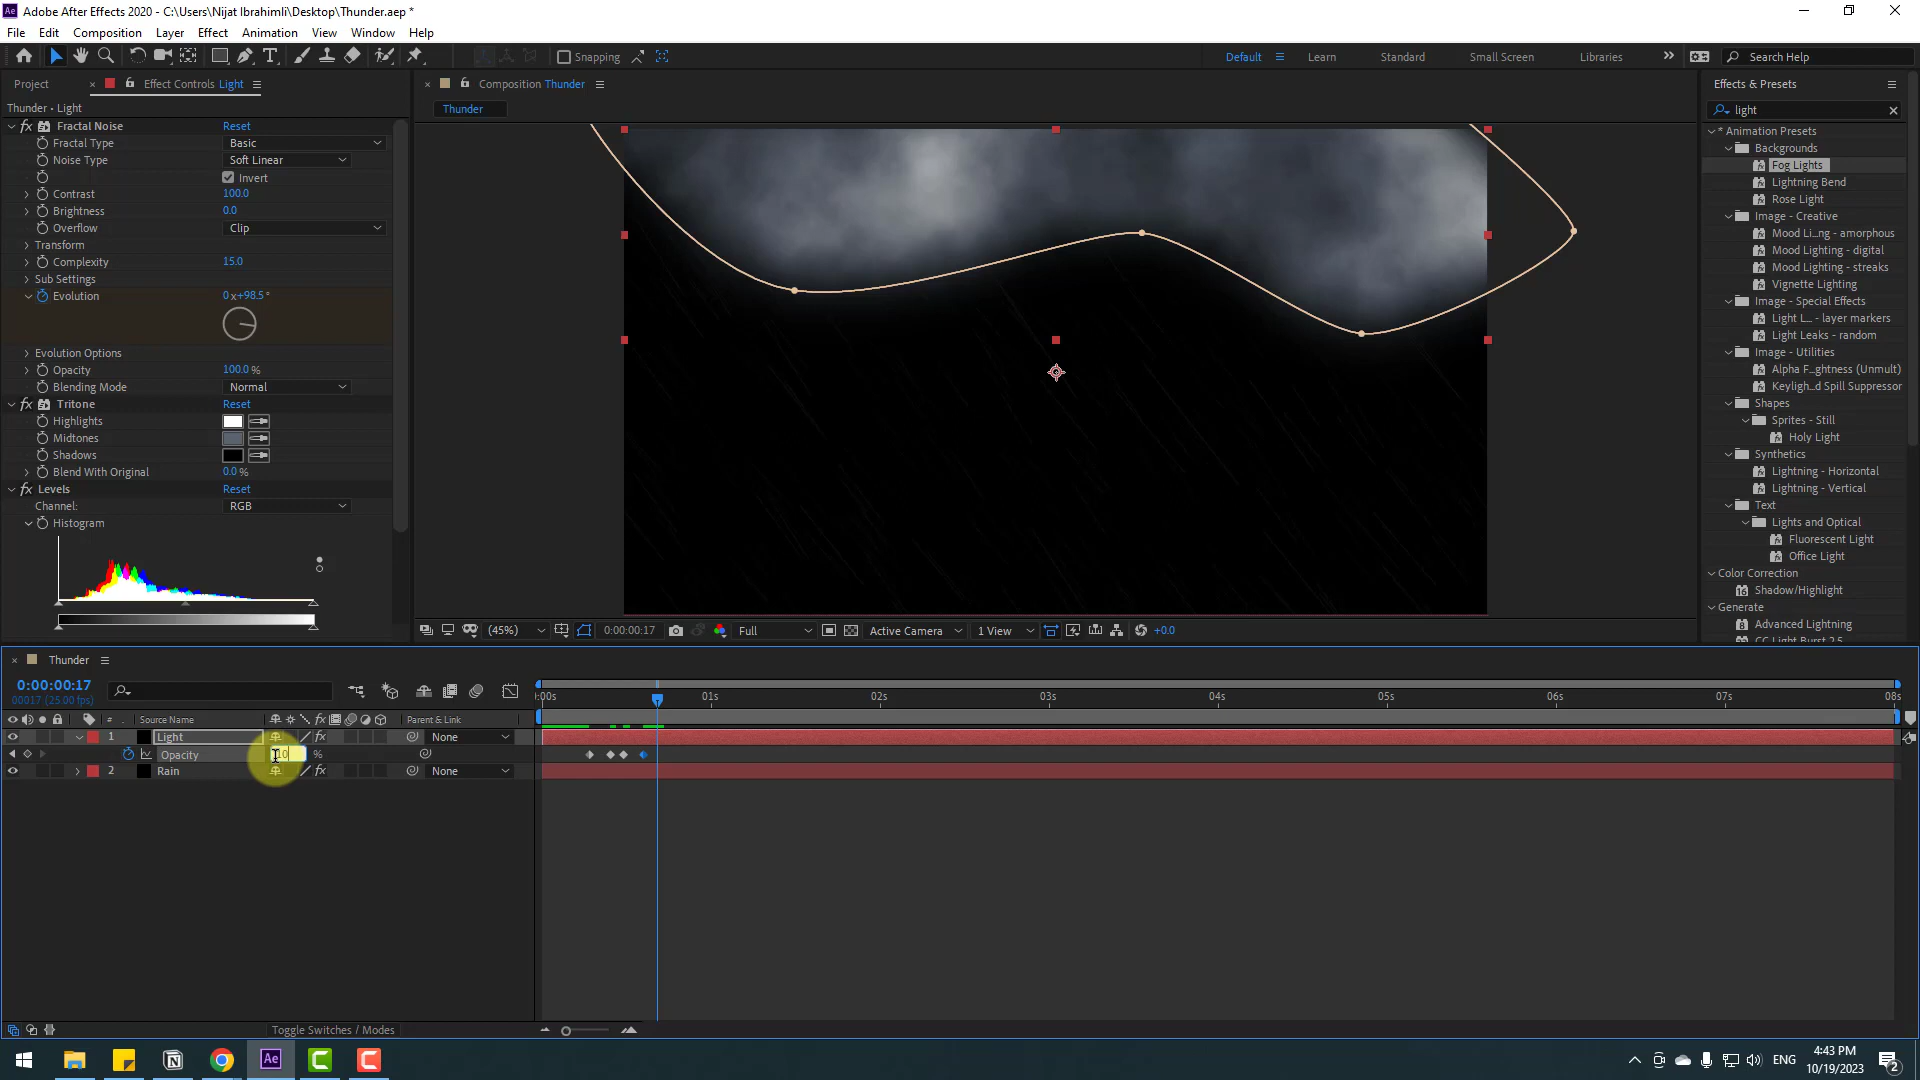 Adobe After Effects 2020 - C:\Users\Nijat Ibrahimli\Desktop\Thunder.aep *
File Edit Composition Layer Effect Animation View Window Help
Snapping Default Learn Standard Small Screen Libraries Search Help
Project Effect Controls Light
Thunder • Light
Fractal Noise Reset
Fractal Type Basic
Noise Type Soft Linear
Invert
Contrast 100.0
Brightness 0.0
Overflow Clip
Transform
Complexity 15.0
Sub Settings
Evolution 0x+98.5°
Evolution Options
Opacity 100.0 %
Blending Mode Normal
Tritone Reset
Highlights
Midtones
Shadows
Blend With Original 0.0 %
Levels Reset
Channel: RGB
Histogram
Composition Thunder
Thunder
(45%) 0:00:00:17 Full Active Camera 1 View +0.0
Effects & Presets
light
* Animation Presets
Backgrounds
Fog Lights
Lightning Bend
Rose Light
Image - Creative
Mood Li...ng - amorphous
Mood Lighting - digital
Mood Lighting - streaks
Vignette Lighting
Image - Special Effects
Light L... - layer markers
Light Leaks - random
Image - Utilities
Alpha F...ghtness (Unmult)
Keyligh...d Spill Suppressor
Shapes
Sprites - Still
Holy Light
Synthetics
Lightning - Horizontal
Lightning - Vertical
Text
Lights and Optical
Fluorescent Light
Office Light
Color Correction
Shadow/Highlight
Generate
Advanced Lightning
CC Light Burst 2.5
Thunder
0:00:00:17
00017 (25.00 fps)
:00s 01s 02s 03s 04s 05s 06s 07s 08s
# Source Name Parent & Link
1 Light None
Opacity %
2 Rain None
Toggle Switches / Modes
ENG 4:43 PM
10/19/2023
2